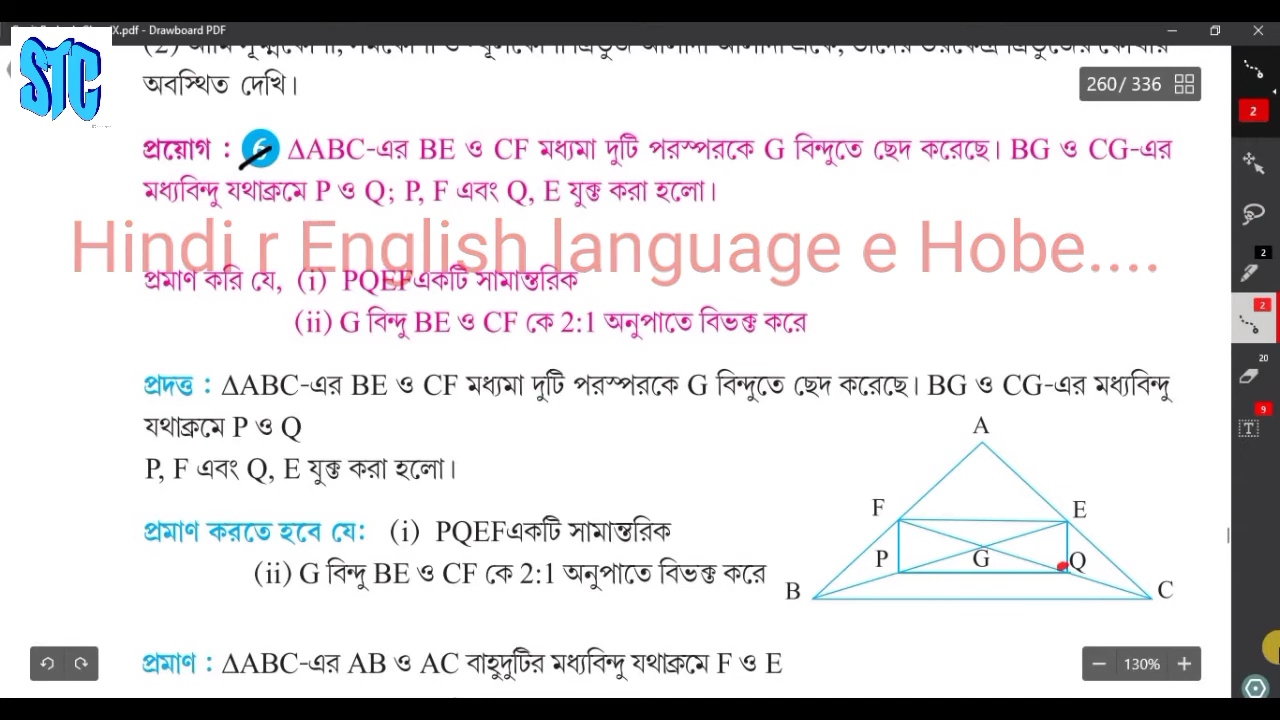 X.pdf - Drawboard PDF
STC
অবস্থিত দেখি।
260 / 336
প্রয়োগ : 6 ΔABC-এর BE ও CF মধ্যমা দুটি পরস্পরকে G বিন্দুতে ছেদ করেছে। BG ও CG-এর
মধ্যবিন্দু যথাক্রমে P ও Q; P, F এবং Q, E যুক্ত করা হলো।
Hindi r English language e Hobe....
প্রমাণ করি যে, (i) PQEFএকটি সামান্তরিক
(ii) G বিন্দু BE ও CF কে 2:1 অনুপাতে বিভক্ত করে
প্রদত্ত : ΔABC-এর BE ও CF মধ্যমা দুটি পরস্পরকে G বিন্দুতে ছেদ করেছে। BG ও CG-এর মধ্যবিন্দু
যথাক্রমে P ও Q
P, F এবং Q, E যুক্ত করা হলো।
প্রমাণ করতে হবে যে: (i) PQEFএকটি সামান্তরিক
(ii) G বিন্দু BE ও CF কে 2:1 অনুপাতে বিভক্ত করে
A
F E
P G Q
B C
প্রমাণ : ΔABC-এর AB ও AC বাহুদুটির মধ্যবিন্দু যথাক্রমে F ও E
130%
2
2
2
20
9
T